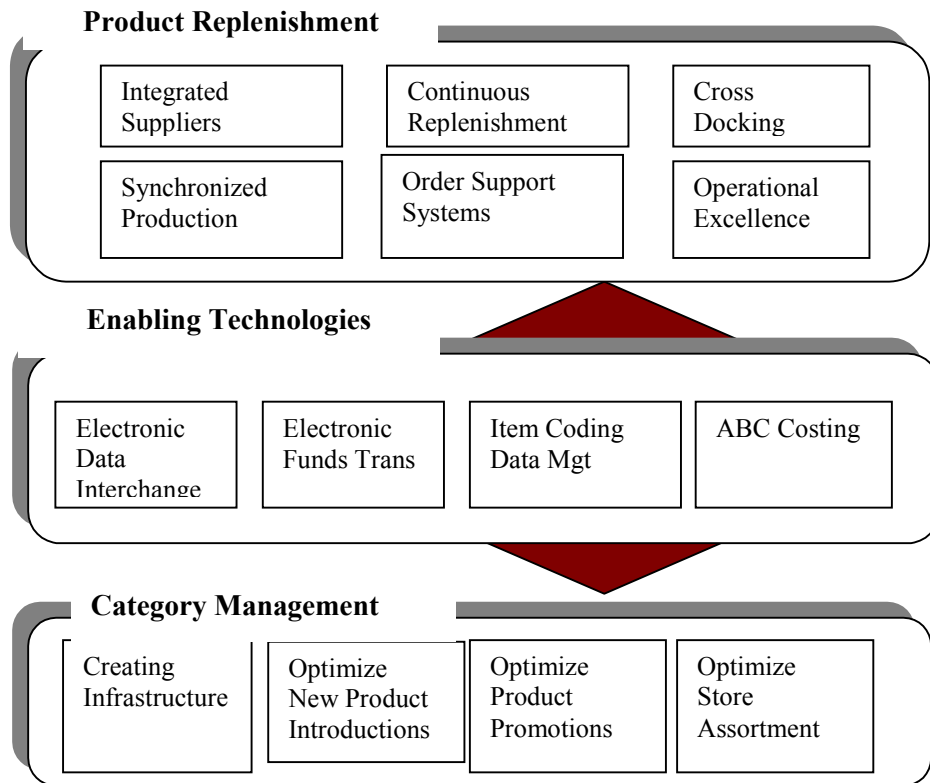 Product Replenishment
Integrated
Suppliers
Continuous
Replenishment
Cross
Docking
Synchronized
Production
Order Support
Systems
Operational
Excellence
Enabling Technologies
Electronic
Data
Interchange
Electronic
Funds Trans
Item Coding
Data Mgt
ABC Costing
Category Management
Creating
Infrastructure
Optimize
New Product
Introductions
Optimize
Product
Promotions
Optimize
Store
Assortment